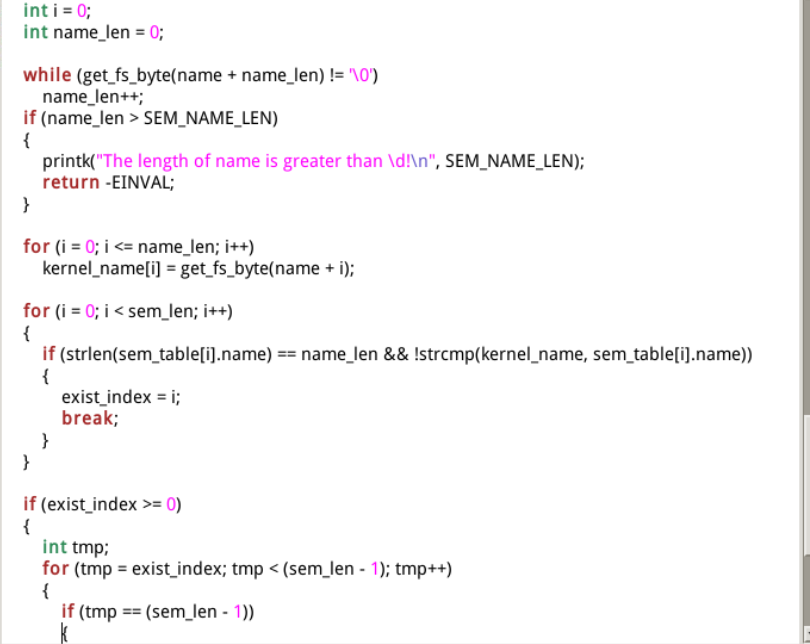 int i = 0;
int name_len = 0;

while (get_fs_byte(name + name_len) != '\0')
    name_len++;
if (name_len > SEM_NAME_LEN)
{
    printk("The length of name is greater than \d!\n", SEM_NAME_LEN);
    return -EINVAL;
}

for (i = 0; i <= name_len; i++)
    kernel_name[i] = get_fs_byte(name + i);

for (i = 0; i < sem_len; i++)
{
    if (strlen(sem_table[i].name) == name_len && !strcmp(kernel_name, sem_table[i].name))
    {
        exist_index = i;
        break;
    }
}

if (exist_index >= 0)
{
    int tmp;
    for (tmp = exist_index; tmp < (sem_len - 1); tmp++)
    {
        if (tmp == (sem_len - 1))
        {